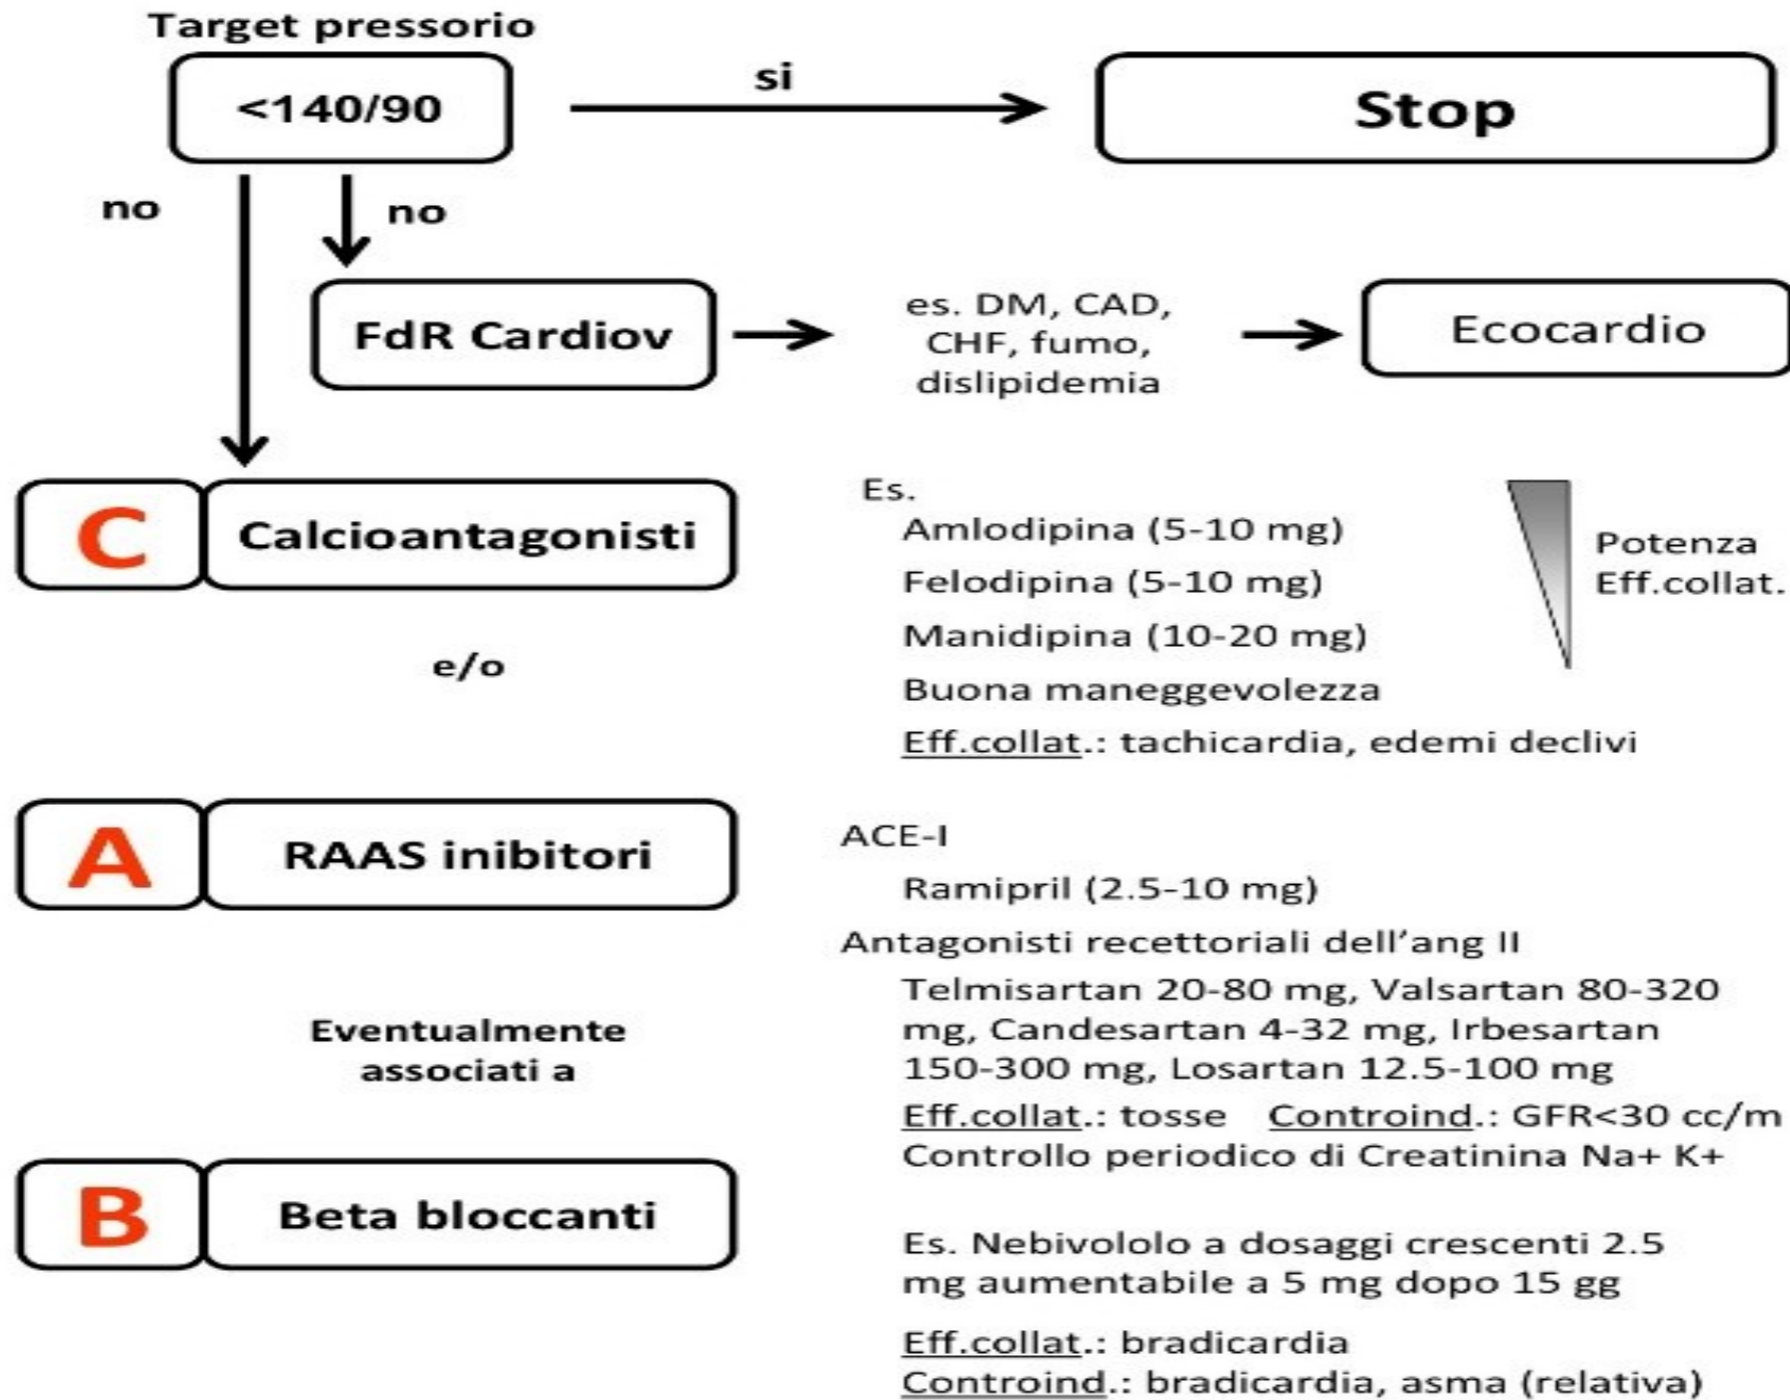 Target pressorio
<140/90
si
Stop
no
no
FdR Cardiov
es. DM, CAD,
CHF, fumo,
dislipidemia
Ecocardio
C
Calcioantagonisti
Es.
Amlodipina (5-10 mg)
Felodipina (5-10 mg)
Manidipina (10-20 mg)
Buona maneggevolezza
Eff.collat.: tachicardia, edemi declivi
Potenza
Eff.collat.
e/o
A
RAAS inibitori
ACE-I
Ramipril (2.5-10 mg)
Antagonisti recettoriali dell’ang II
Telmisartan 20-80 mg, Valsartan 80-320
mg, Candesartan 4-32 mg, Irbesartan
150-300 mg, Losartan 12.5-100 mg
Eff.collat.: tosse Controind.: GFR<30 cc/m
Controllo periodico di Creatinina Na+ K+
Eventualmente
associati a
B
Beta bloccanti
Es. Nebivololo a dosaggi crescenti 2.5
mg aumentabile a 5 mg dopo 15 gg
Eff.collat.: bradicardia
Controind.: bradicardia, asma (relativa)